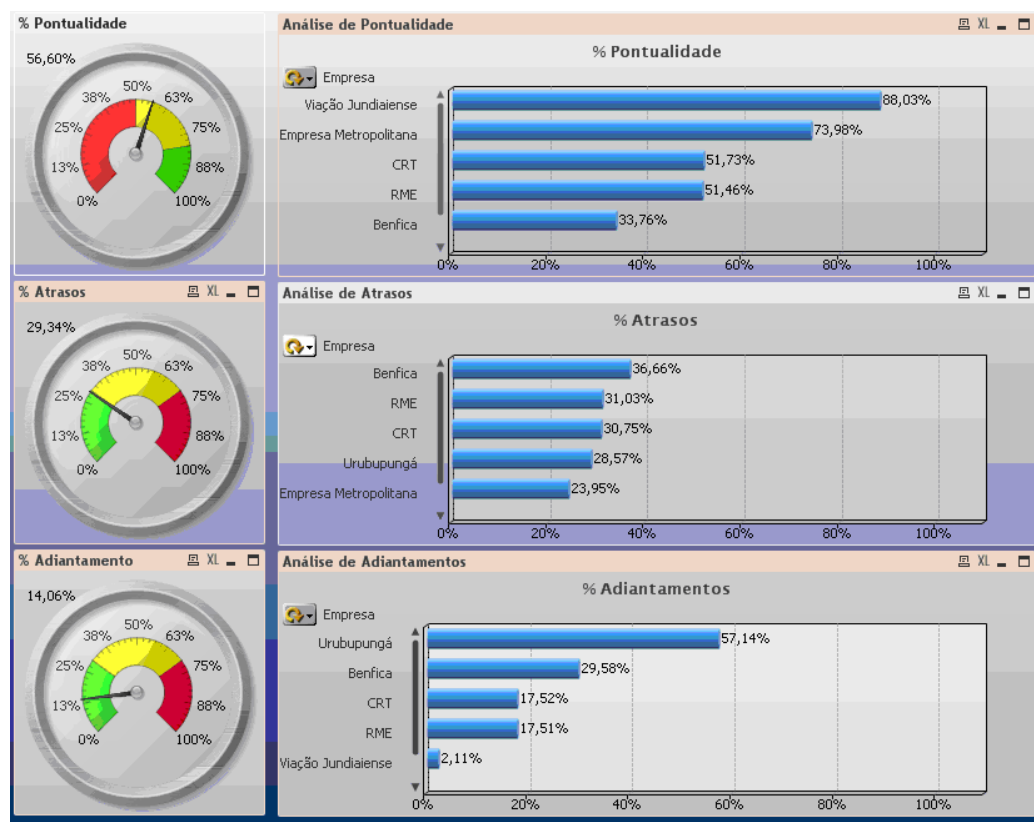 % Pontualidade
56,60%
0%
13%
25%
38%
50%
63%
75%
88%
100%
Análise de Pontualidade
XL
% Pontualidade
Empresa
Viação Jundiaiense
88,03%
Empresa Metropolitana
73,98%
CRT
51,73%
RME
51,46%
Benfica
33,76%
0% 20% 40% 60% 80% 100%
% Atrasos
XL
29,34%
0%
13%
25%
38%
50%
63%
75%
88%
100%
Análise de Atrasos
XL
% Atrasos
Empresa
Benfica
36,66%
RME
31,03%
CRT
30,75%
Urubupungá
28,57%
Empresa Metropolitana
23,95%
0% 20% 40% 60% 80% 100%
% Adiantamento
XL
14,06%
0%
13%
25%
38%
50%
63%
75%
88%
100%
Análise de Adiantamentos
XL
% Adiantamentos
Empresa
Urubupungá
57,14%
Benfica
29,58%
CRT
17,52%
RME
17,51%
Viação Jundiaiense
2,11%
0% 20% 40% 60% 80% 100%